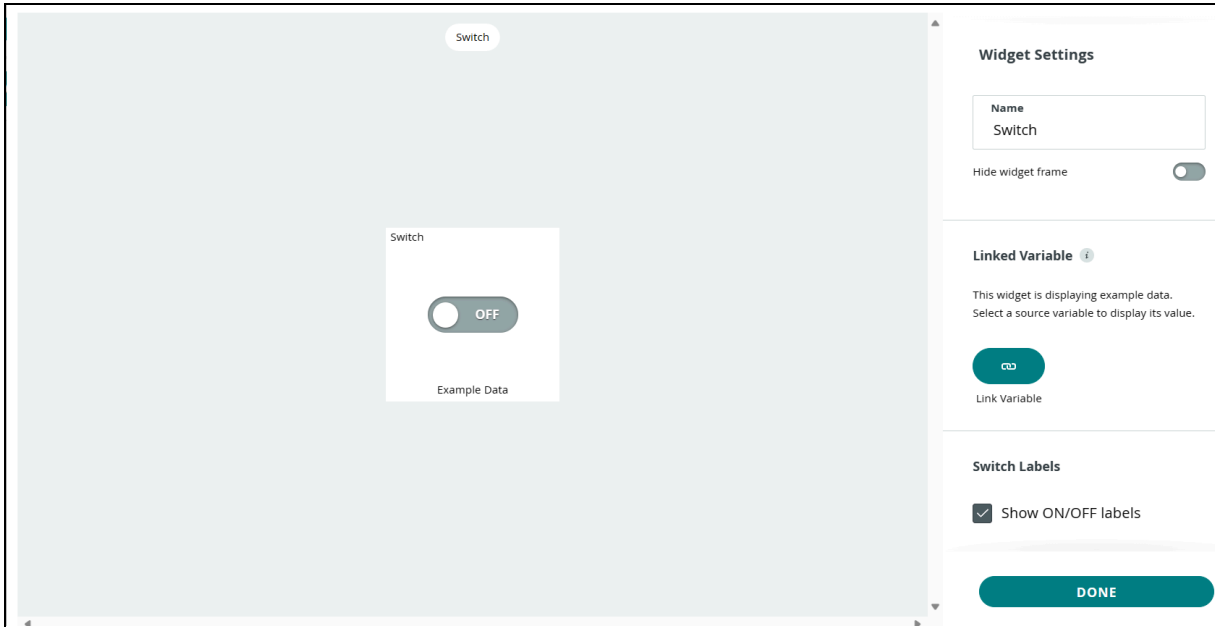 Switch
Switch
OFF
Example Data
Widget Settings
Name
Switch
Hide widget frame
Linked Variable i
This widget is displaying example data.
Select a source variable to display its value.
Link Variable
Switch Labels
Show ON/OFF labels
DONE